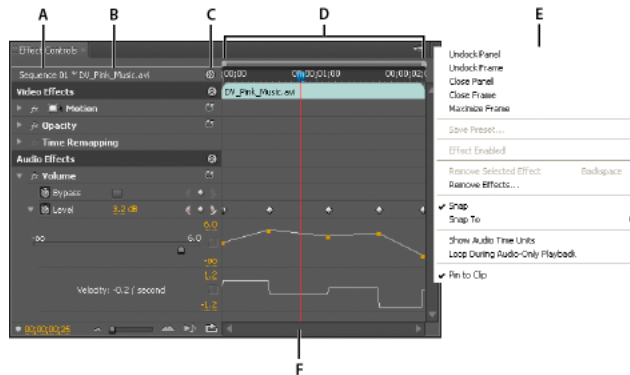 A B C D E
Effect Controls
Undock Panel
Undock Frame
Close Panel
Close Frame
Maximize Frame
Save Preset...
Effect Enabled
Remove Selected Effect Backspace
Remove Effects...
Snap
Snap To
Show Audio Time Units
Loop During Audio-Only Playback
Pin to Clip
Sequence 01 * DV_Pink_Music.avi
;00;00 00;00;01;00 00;00;02;
Video Effects
DV_Pink_Music.avi
fx Motion
fx Opacity
Time Remapping
Audio Effects
fx Volume
Bypass
Level 3.2 dB
6.0
-∞ 6.0
-∞
1.2
Velocity: -0.2 / second
-1.2
00;00;00;25
F